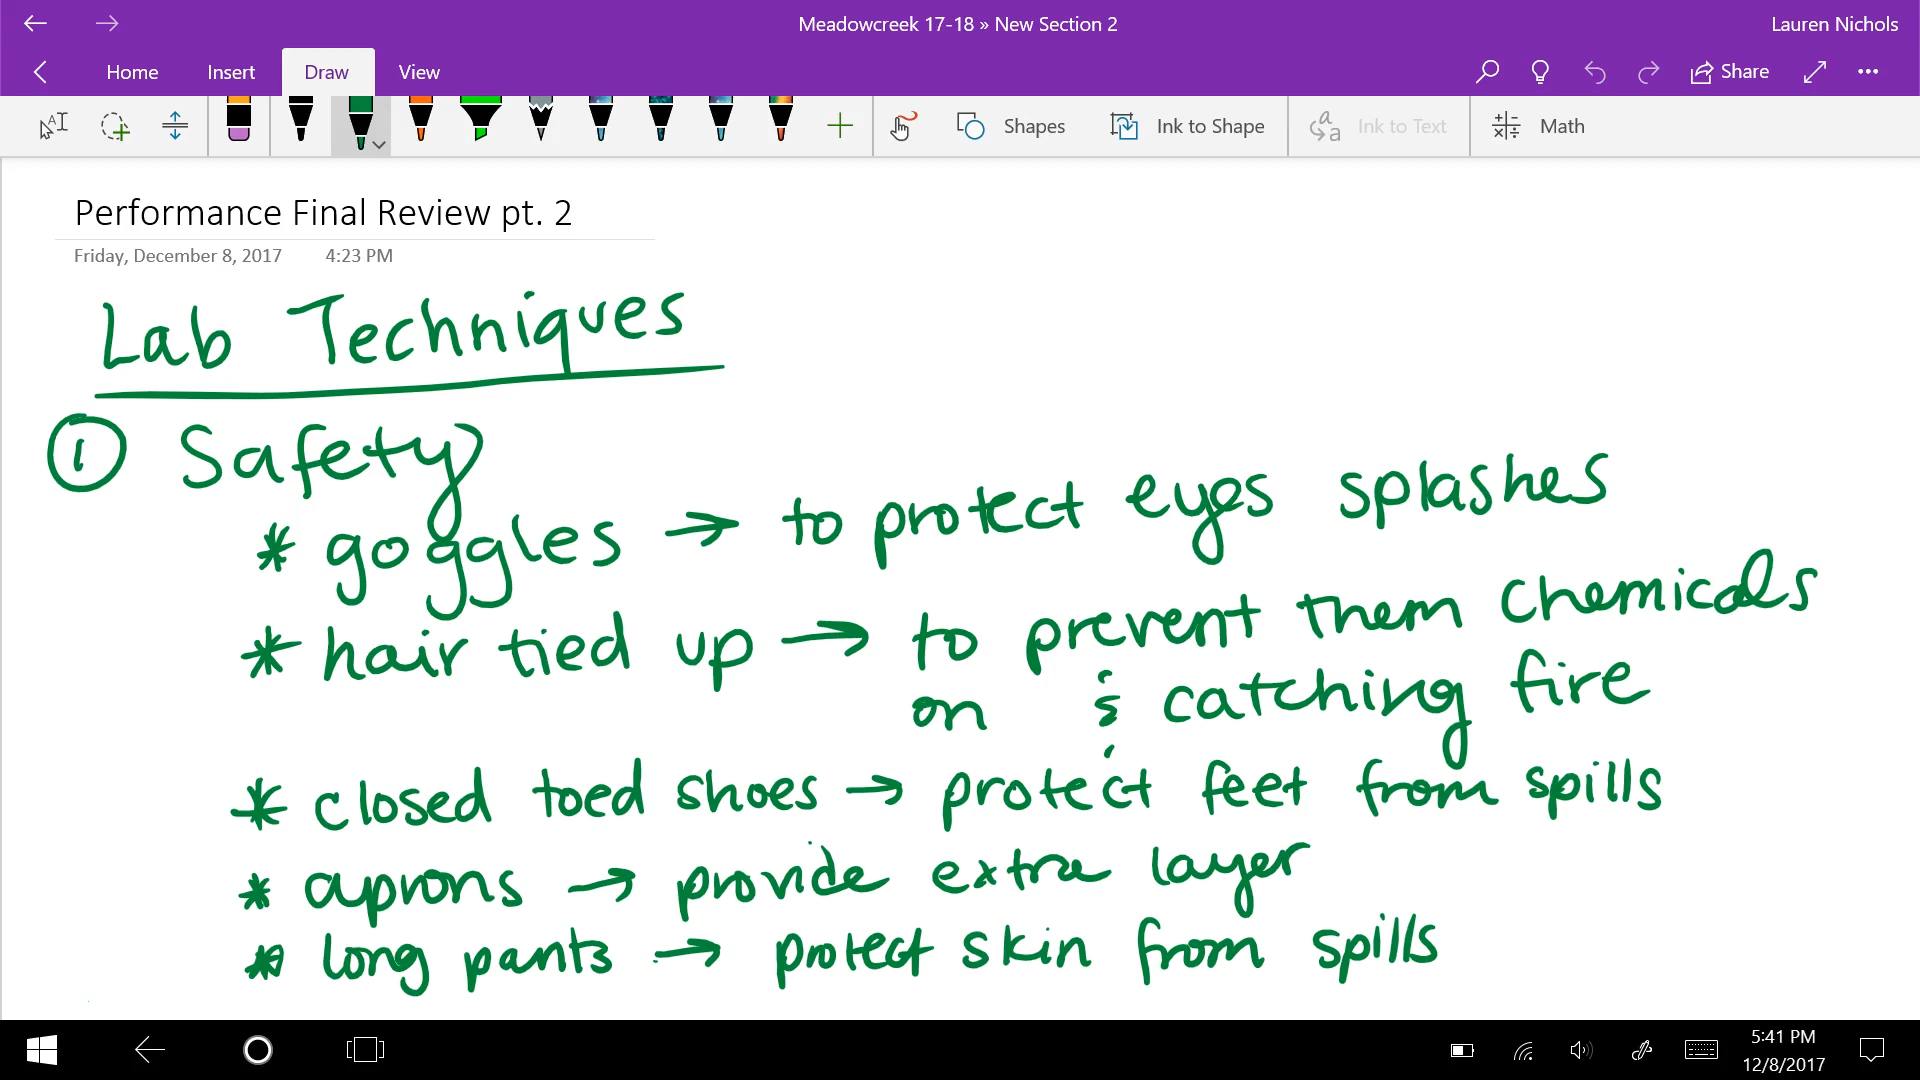 Meadowcreek 17-18 » New Section 2
Lauren Nichols
Home Insert Draw View
Share
Shapes Ink to Shape Ink to Text Math
Performance Final Review pt. 2
Friday, December 8, 2017 4:23 PM
Lab Techniques
① Safety
* goggles → to protect eyes splashes
* hair tied up → to prevent them chemicals
on & catching fire
* closed toed shoes → protect feet from spills
* aprons → provide extra layer
* long pants → protect skin from spills
5:41 PM
12/8/2017